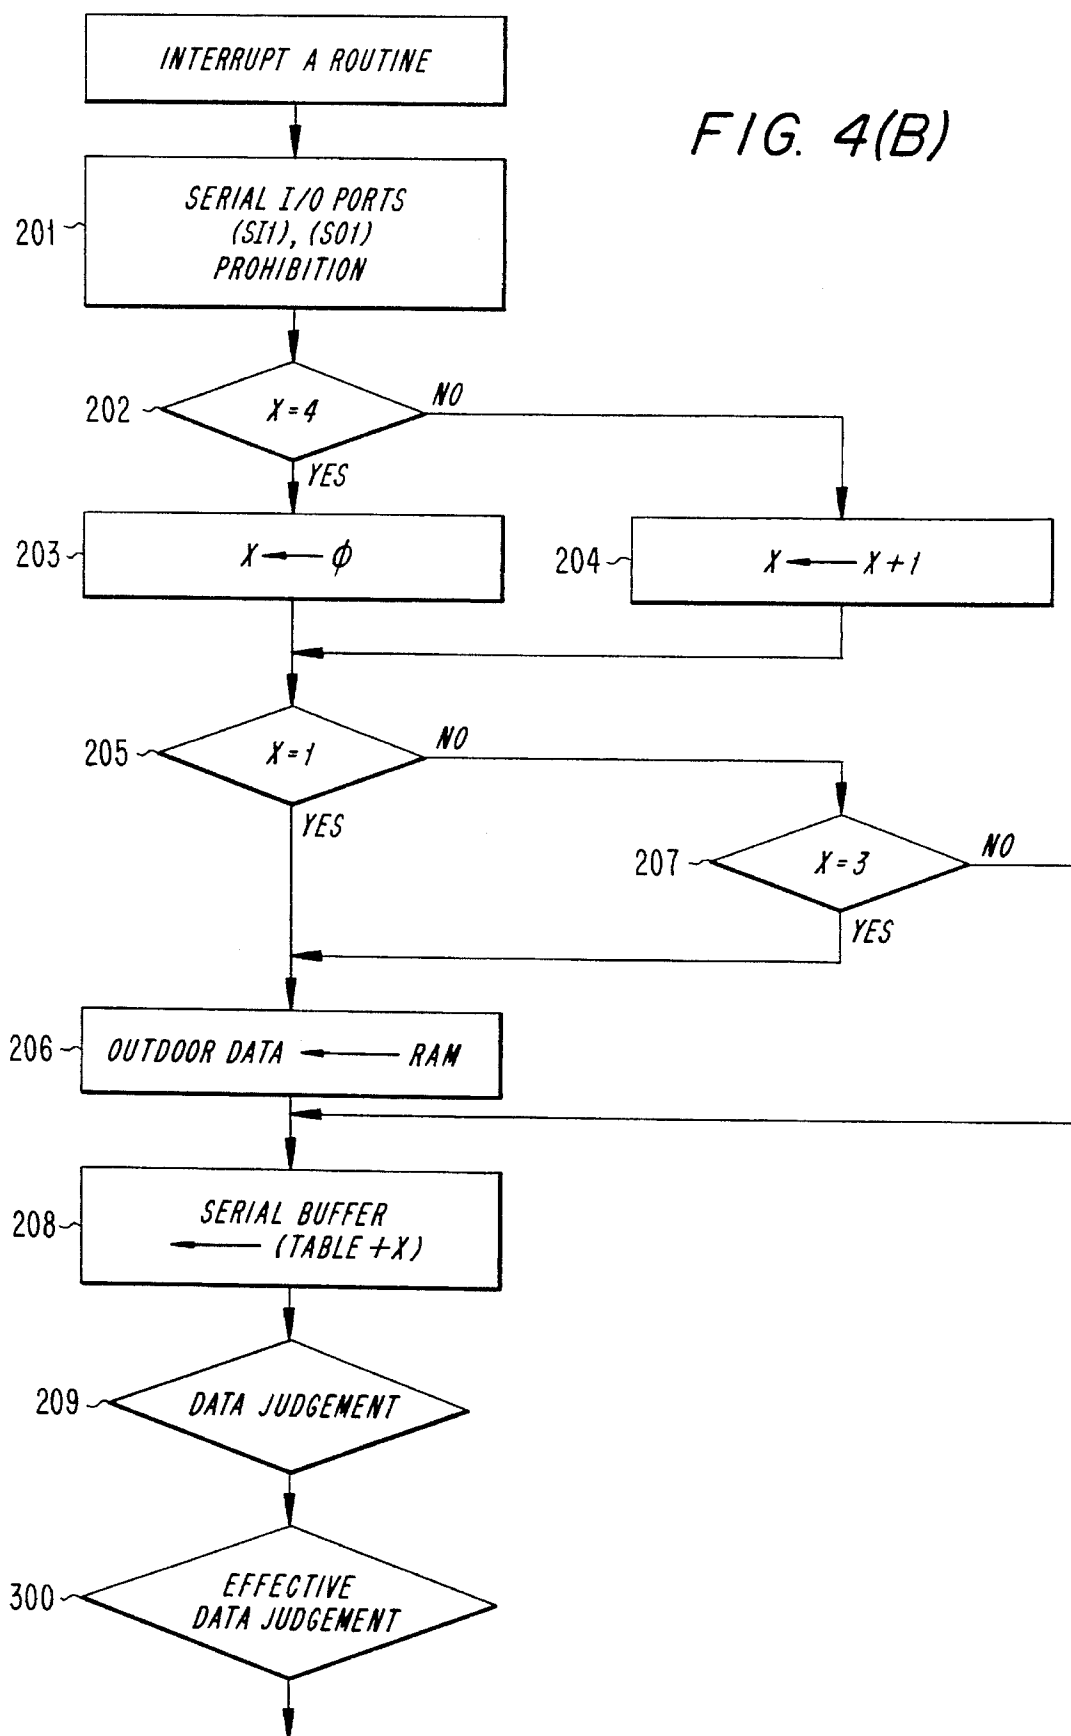 INTERRUPT A ROUTINE
FIG. 4(B)
201
SERIAL I/O PORTS
(SI1), (SO1)
PROHIBITION
202
X=4
NO
YES
203
X ← ϕ
204
X ← X+1
205
X=1
NO
YES
207
X=3
NO
YES
206
OUTDOOR DATA ← RAM
208
SERIAL BUFFER
← (TABLE+X)
209
DATA JUDGEMENT
300
EFFECTIVE
DATA JUDGEMENT